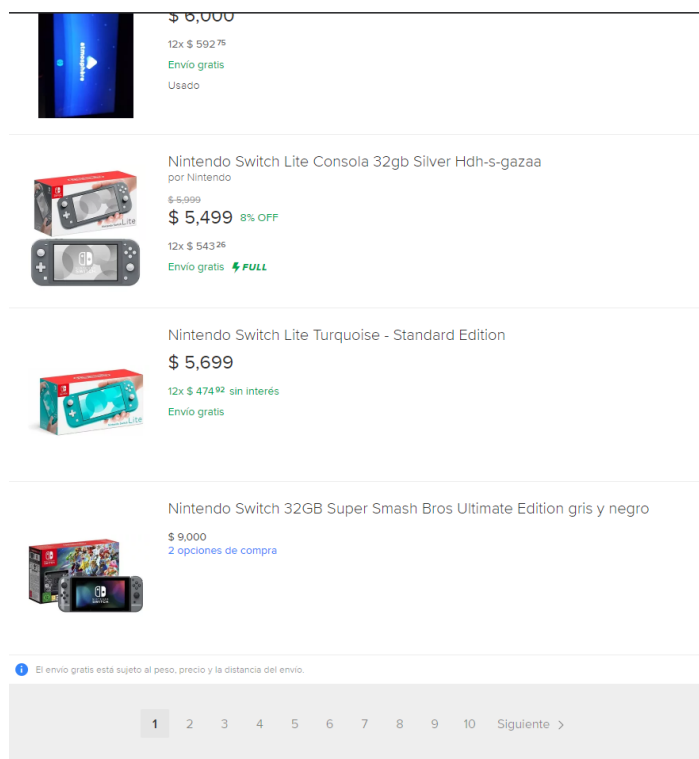 $ 6,000
12x $ 592 75
Envío gratis
Usado
Nintendo Switch Lite Consola 32gb Silver Hdh-s-gazaa
por Nintendo
$ 5,999
$ 5,499 8% OFF
12x $ 543 26
Envío gratis FULL
Nintendo Switch Lite Turquoise - Standard Edition
$ 5,699
12x $ 474 92 sin interés
Envío gratis
Nintendo Switch 32GB Super Smash Bros Ultimate Edition gris y negro
$ 9,000
2 opciones de compra
El envío gratis está sujeto al peso, precio y la distancia del envío.
1 2 3 4 5 6 7 8 9 10 Siguiente >